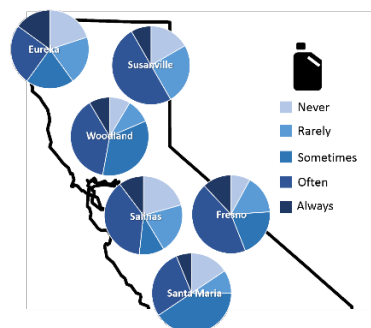 Eureka
Susanville
Woodland
Salinas
Fresno
Santa Maria
Never
Rarely
Sometimes
Often
Always